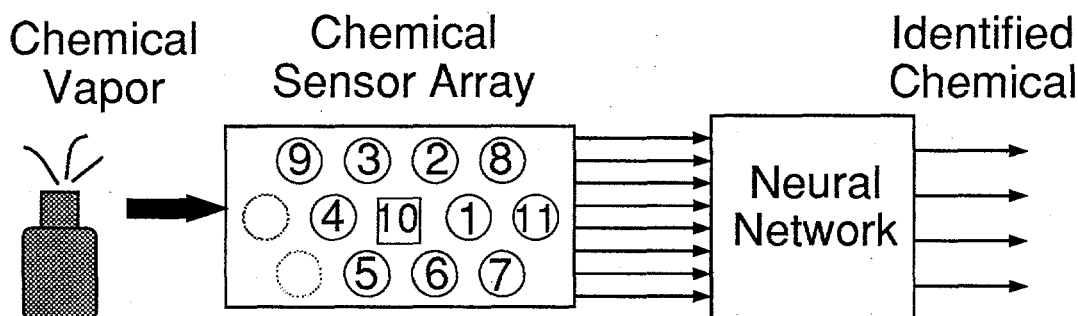 Chemical
Vapor
Chemical
Sensor Array
Identified
Chemical
9 3 2 8
4 10 1 11
5 6 7
Neural
Network